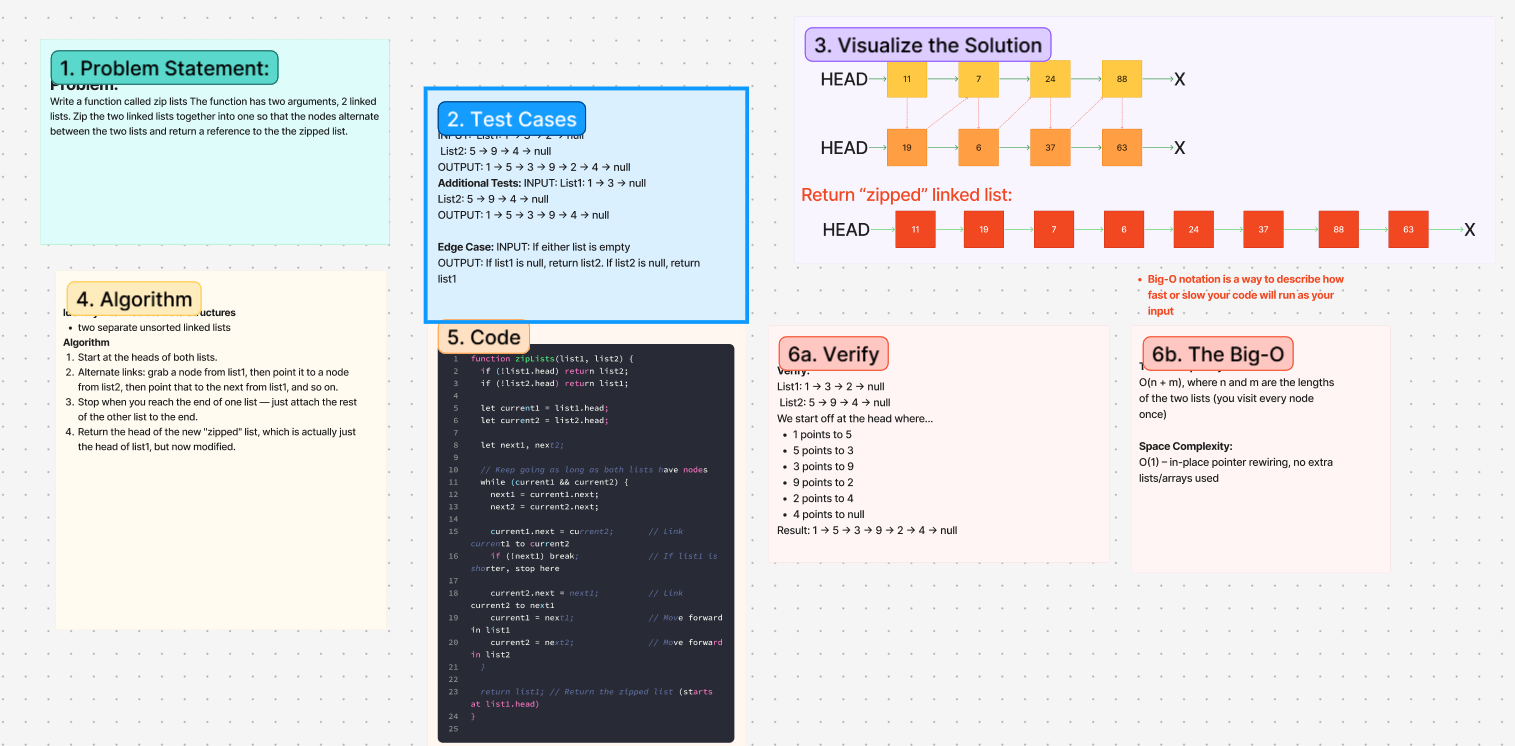 1. Problem Statement:
Problem:
Write a function called zip lists The function has two arguments, 2 linked
lists. Zip the two linked lists together into one so that the nodes alternate
between the two lists and return a reference to the the zipped list.
2. Test Cases
INPUT: List1: 1 → 3 → 2 → null
List2: 5 → 9 → 4 → null
OUTPUT: 1 → 5 → 3 → 9 → 2 → 4 → null
Additional Tests: INPUT: List1: 1 → 3 → null
List2: 5 → 9 → 4 → null
OUTPUT: 1 → 5 → 3 → 9 → 4 → null
Edge Case: INPUT: If either list is empty
OUTPUT: If list1 is null, return list2. If list2 is null, return
list1
3. Visualize the Solution
HEAD 11 7 24 88 X
HEAD 19 6 37 63 X
Return “zipped” linked list:
HEAD 11 19 7 6 24 37 88 63 X
4. Algorithm
structures
• two separate unsorted linked lists
Algorithm
1. Start at the heads of both lists.
2. Alternate links: grab a node from list1, then point it to a node
from list2, then point that to the next from list1, and so on.
3. Stop when you reach the end of one list — just attach the rest
of the other list to the end.
4. Return the head of the new "zipped" list, which is actually just
the head of list1, but now modified.
5. Code
1 function zipLists(list1, list2) {
2 if (!list1.head) return list2;
3 if (!list2.head) return list1;
4
5 let current1 = list1.head;
6 let current2 = list2.head;
7
8 let next1, next2;
9
10 // Keep going as long as both lists have nodes
11 while (current1 && current2) {
12 next1 = current1.next;
13 next2 = current2.next;
14
15 current1.next = current2; // Link
current1 to current2
16 if (!next1) break; // If list1 is
shorter, stop here
17
18 current2.next = next1; // Link
current2 to next1
19 current1 = next1; // Move forward
in list1
20 current2 = next2; // Move forward
in list2
21 }
22
23 return list1; // Return the zipped list (starts
at list1.head)
24 }
25
6a. Verify
Verify:
List1: 1 → 3 → 2 → null
List2: 5 → 9 → 4 → null
We start off at the head where...
• 1 points to 5
• 5 points to 3
• 3 points to 9
• 9 points to 2
• 2 points to 4
• 4 points to null
Result: 1 → 5 → 3 → 9 → 2 → 4 → null
• Big-O notation is a way to describe how
fast or slow your code will run as your
input
6b. The Big-O
O(n + m), where n and m are the lengths
of the two lists (you visit every node
once)
Space Complexity:
O(1) – in-place pointer rewiring, no extra
lists/arrays used